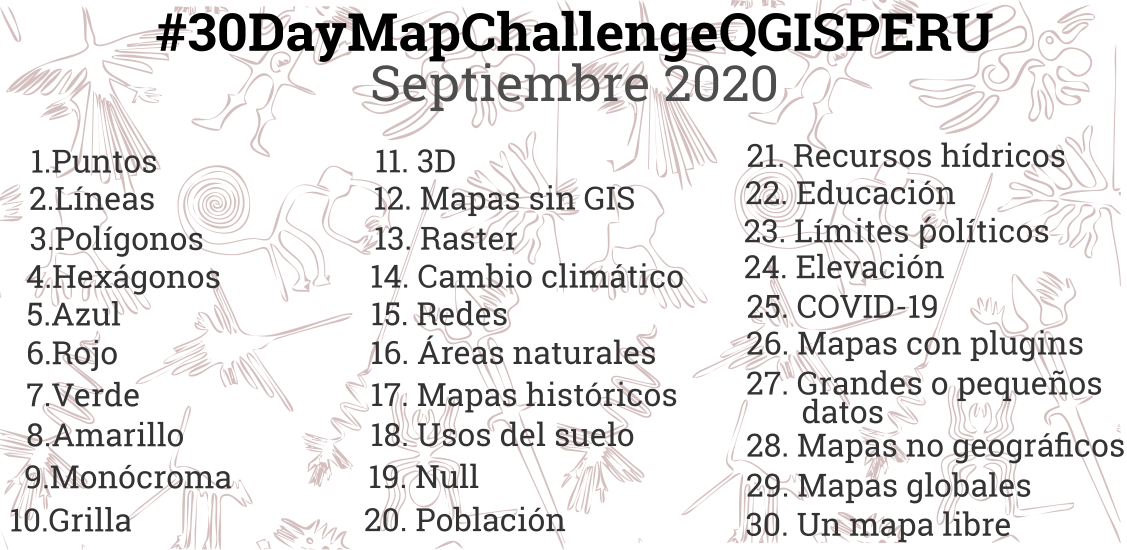 #30DayMapChallengeQGISPERU
Septiembre 2020
1.Puntos
2.Líneas
3.Polígonos
4.Hexágonos
5.Azul
6.Rojo
7.Verde
8.Amarillo
9.Monócroma
10.Grilla
11. 3D
12. Mapas sin GIS
13. Raster
14. Cambio climático
15. Redes
16. Áreas naturales
17. Mapas históricos
18. Usos del suelo
19. Null
20. Población
21. Recursos hídricos
22. Educación
23. Límites ṕolíticos
24. Elevación
25. COVID-19
26. Mapas con plugins
27. Grandes o pequeños
datos
28. Mapas no geográficos
29. Mapas globales
30. Un mapa libre